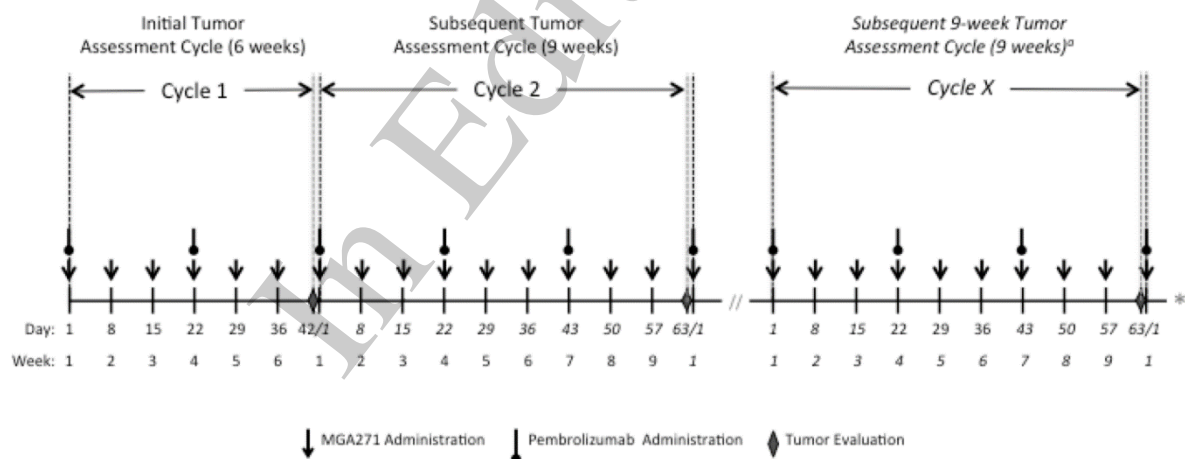 Initial Tumor
Assessment Cycle (6 weeks)
Subsequent Tumor
Assessment Cycle (9 weeks)
Subsequent 9-week Tumor
Assessment Cycle (9 weeks)ᵃ
Cycle 1
Cycle 2
Cycle X
In Edi
Day: 1 8 15 22 29 36 42/1 8 15 22 29 36 43 50 57 63/1 // 1 8 15 22 29 36 43 50 57 63/1 *
Week: 1 2 3 4 5 6 1 2 3 4 5 6 7 8 9 1 1 2 3 4 5 6 7 8 9 1
MGA271 Administration Pembrolizumab Administration Tumor Evaluation